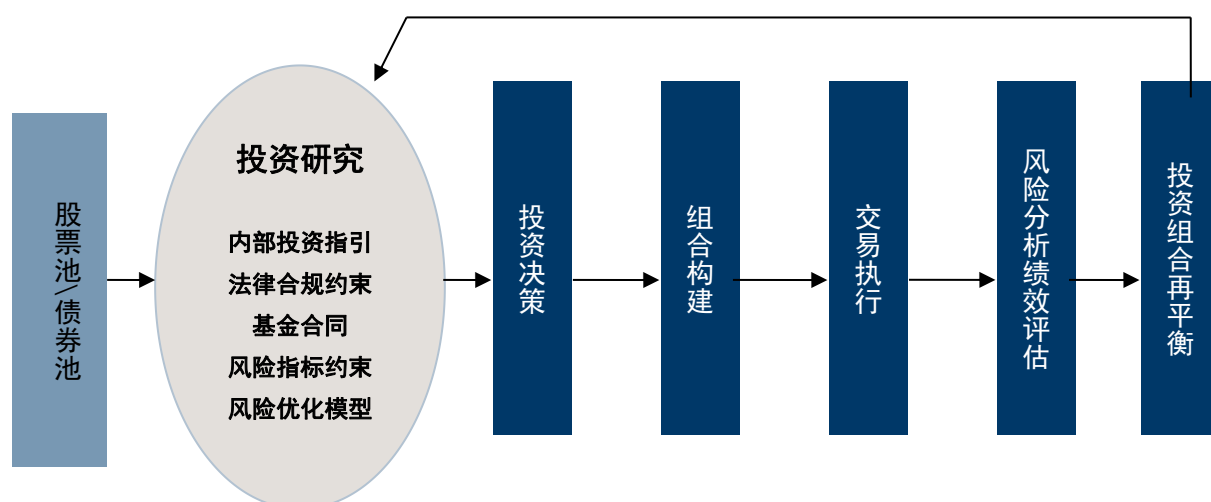 股票池\债券池
投资研究
内部投资指引
法律合规约束
基金合同
风险指标约束
风险优化模型
投资决策
组合构建
交易执行
风险分析绩效评估
投资组合再平衡